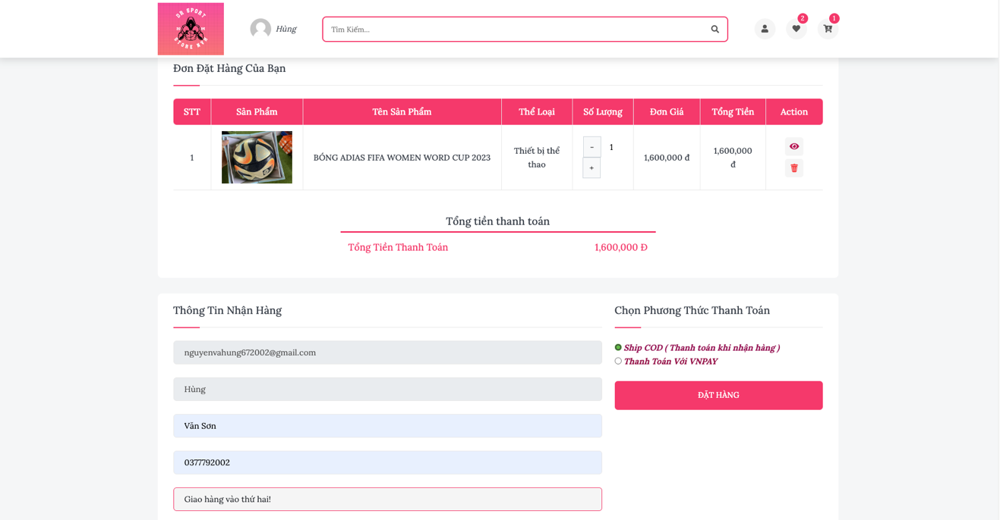 DR SPORT
STORE NAH
Hùng
Tìm Kiếm...
2
1
Đơn Đặt Hàng Của Bạn
STT Sản Phẩm Tên Sản Phẩm Thể Loại Số Lượng Đơn Giá Tổng Tiền Action
1 BÓNG ADIAS FIFA WOMEN WORD CUP 2023 Thiết bị thể thao - 1 + 1,600,000 đ 1,600,000 đ
Tổng tiền thanh toán
Tổng Tiền Thanh Toán 1,600,000 Đ
Thông Tin Nhận Hàng
nguyenvahung672002@gmail.com
Hùng
Văn Sơn
0377792002
Giao hàng vào thứ hai!
Chọn Phương Thức Thanh Toán
Ship COD ( Thanh toán khi nhận hàng )
Thanh Toán Với VNPAY
ĐẶT HÀNG